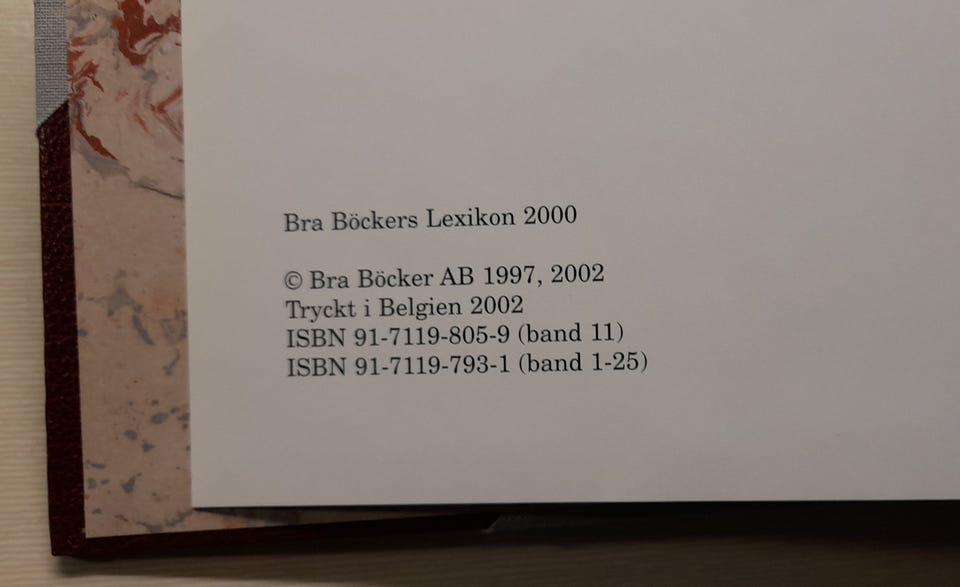 Bra Böckers Lexikon 2000
© Bra Böcker AB 1997, 2002
Tryckt i Belgien 2002
ISBN 91-7119-805-9 (band 11)
ISBN 91-7119-793-1 (band 1-25)